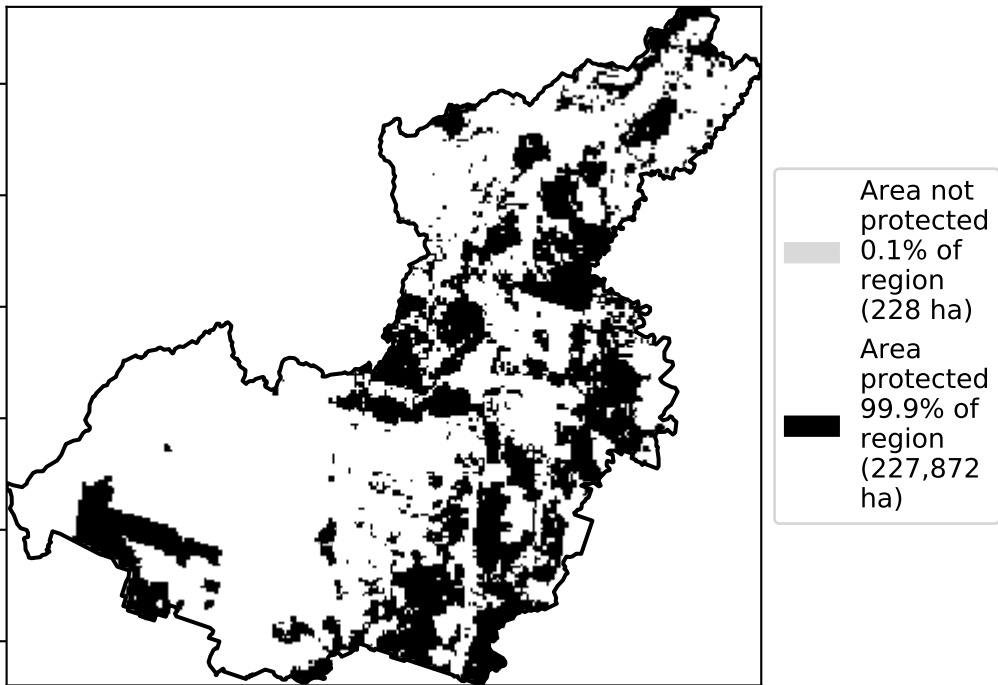 Area not
protected
0.1% of
region
(228 ha)
Area
protected
99.9% of
region
(227,872
ha)